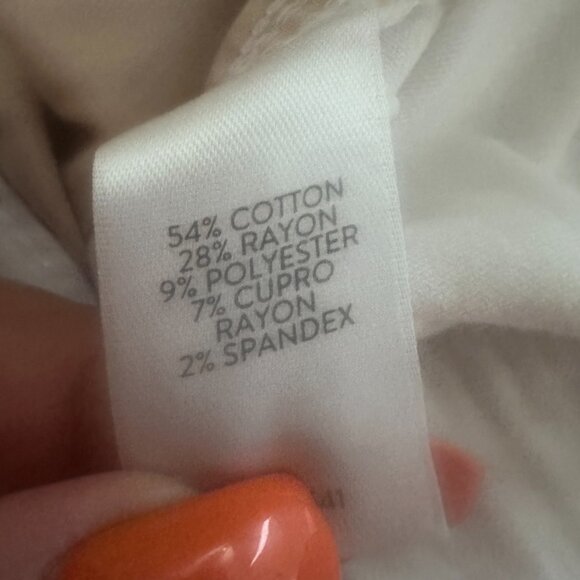 54% COTTON
28% RAYON
9% POLYESTER
7% CUPRO
RAYON
2% SPANDEX